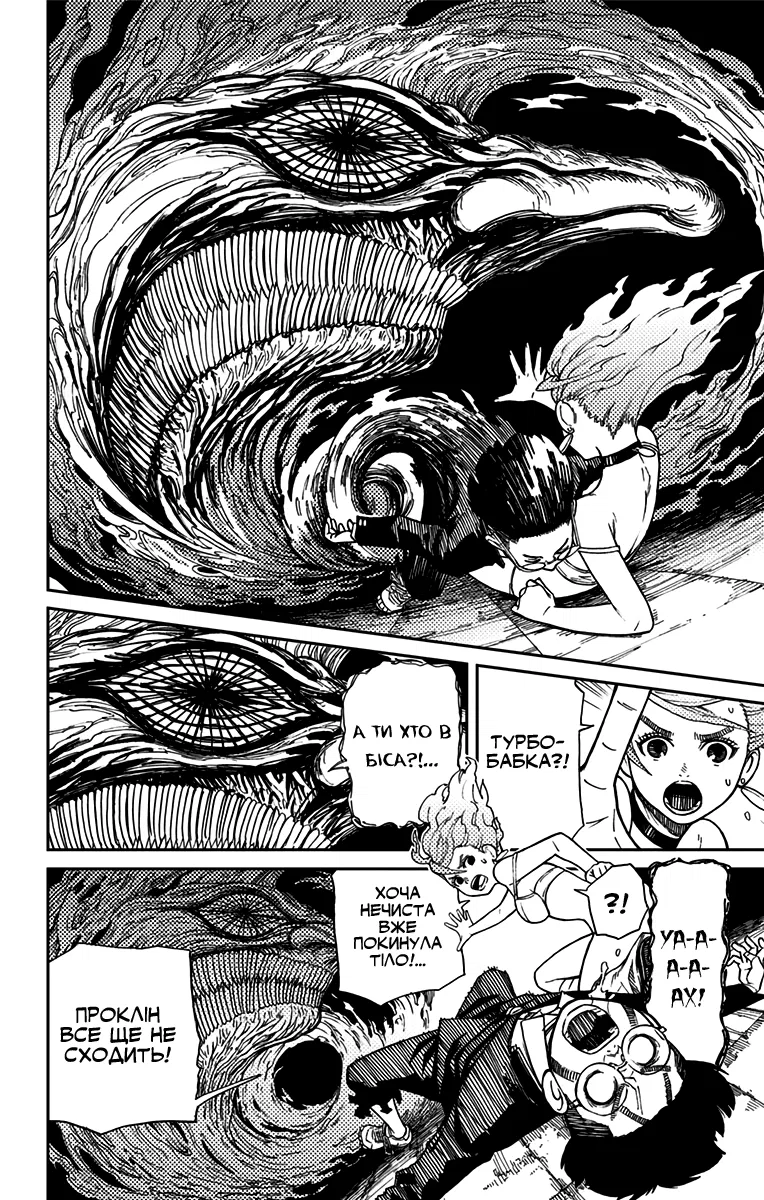 ТУРБО-
БАБКА?!
А ТИ ХТО В
БІСА?!...
УА-А-
А-А-
АХ!
?!
ХОЧА
НЕЧИСТА
ВЖЕ
ПОКИНУЛА
ТІЛО!...
ПРОКЛІН
ВСЕ ЩЕ НЕ
СХОДИТЬ!